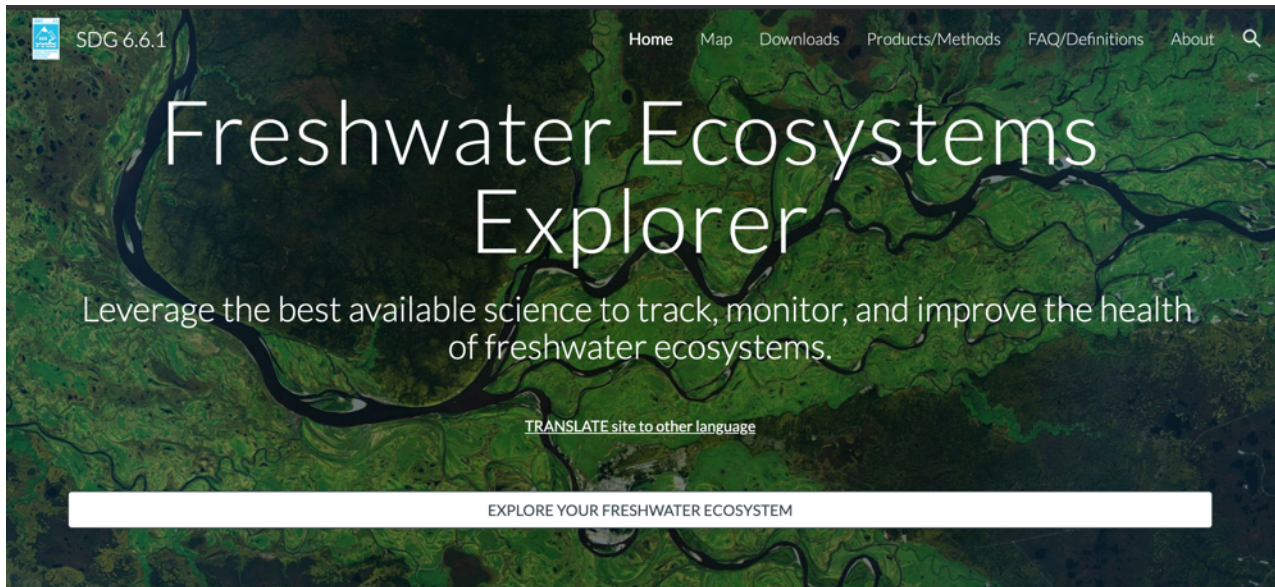 SDG 6.6.1
Home Map Downloads Products/Methods FAQ/Definitions About
Freshwater Ecosystems
Explorer
Leverage the best available science to track, monitor, and improve the health
of freshwater ecosystems.
TRANSLATE site to other language
EXPLORE YOUR FRESHWATER ECOSYSTEM